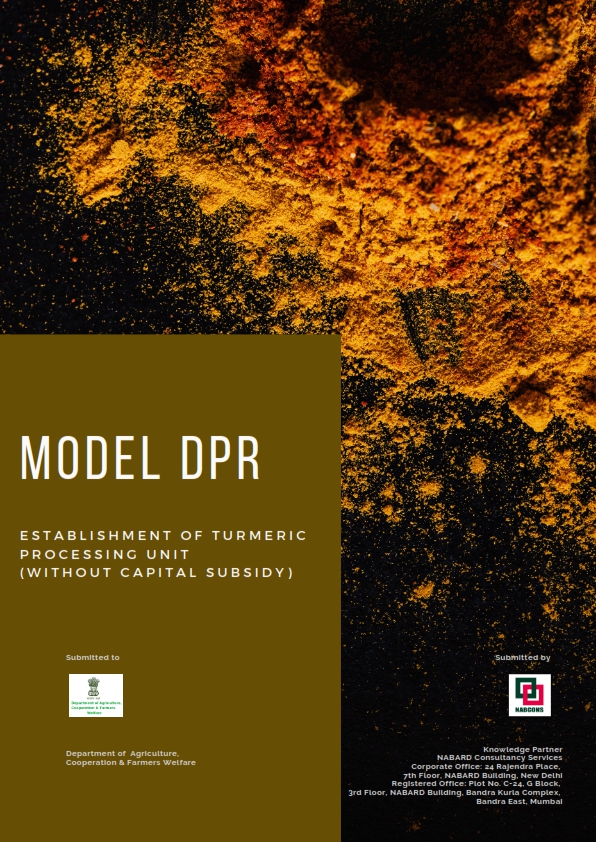 MODEL DPR
ESTABLISHMENT OF TURMERIC
PROCESSING UNIT
(WITHOUT CAPITAL SUBSIDY)
Submitted to
Department of Agriculture,
Cooperation & Farmers
Welfare
Department of Agriculture,
Cooperation & Farmers Welfare
Submitted by
NABCONS
Knowledge Partner
NABARD Consultancy Services
Corporate Office: 24 Rajendra Place,
7th Floor, NABARD Building, New Delhi
Registered Office: Plot No. C-24, G Block,
3rd Floor, NABARD Building, Bandra Kurla Complex,
Bandra East, Mumbai